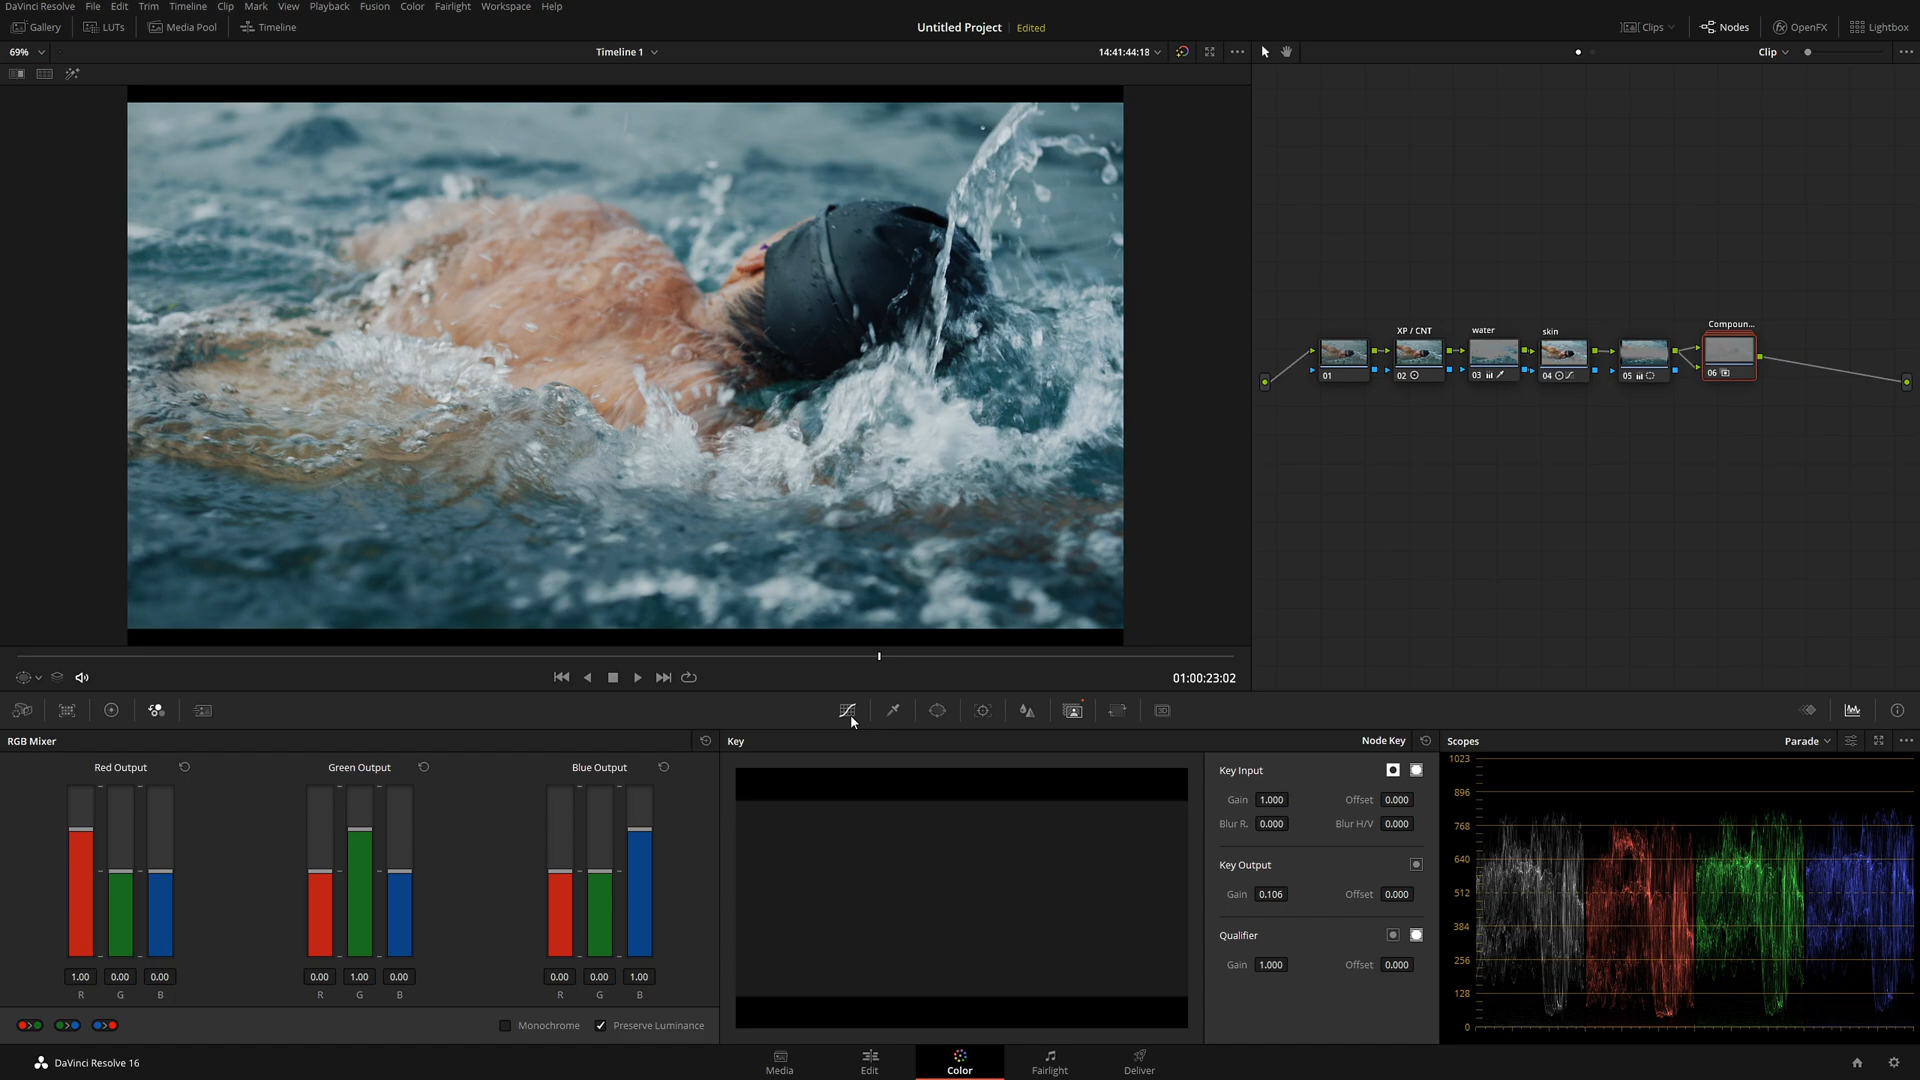 DaVinci Resolve File Edit Trim Timeline Clip Mark View Playback Fusion Color Fairlight Workspace Help
Gallery LUTs Media Pool Timeline Untitled Project Edited Clips Nodes OpenFX Lightbox
69% Timeline 1 14:41:44:18 Clip
XP / CNT water skin Compoun...
01 02 03 04 05 06
01:00:23:02
RGB Mixer Key Node Key Scopes Parade
Red Output Green Output Blue Output
1.00 0.00 0.00 0.00 1.00 0.00 0.00 0.00 1.00
R G B R G B R G B
Monochrome Preserve Luminance
Key Input
Gain 1.000 Offset 0.000
Blur R. 0.000 Blur H/V 0.000
Key Output
Gain 0.106 Offset 0.000
Qualifier
Gain 1.000 Offset 0.000
1023
896
768
640
512
384
256
128
0
DaVinci Resolve 16 Media Edit Color Fairlight Deliver